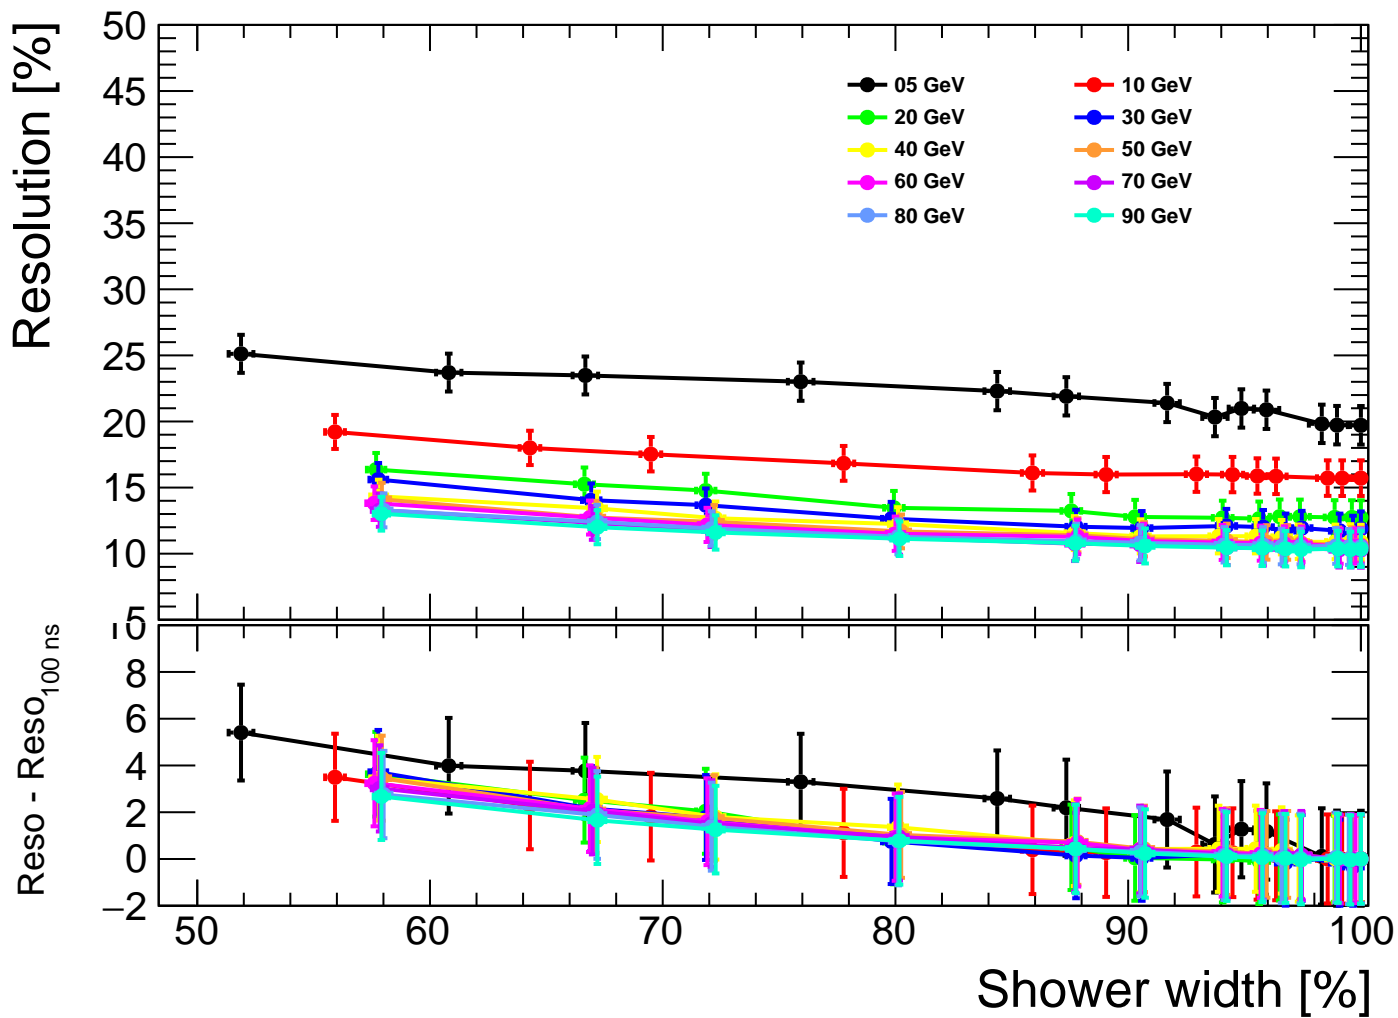 Resolution [%]
50
45
40
35
30
25
20
15
10
5
05 GeV
10 GeV
20 GeV
30 GeV
40 GeV
50 GeV
60 GeV
70 GeV
80 GeV
90 GeV
Reso - Reso100 ns
10
8
6
4
2
0
−2
50 60 70 80 90 100
Shower width [%]